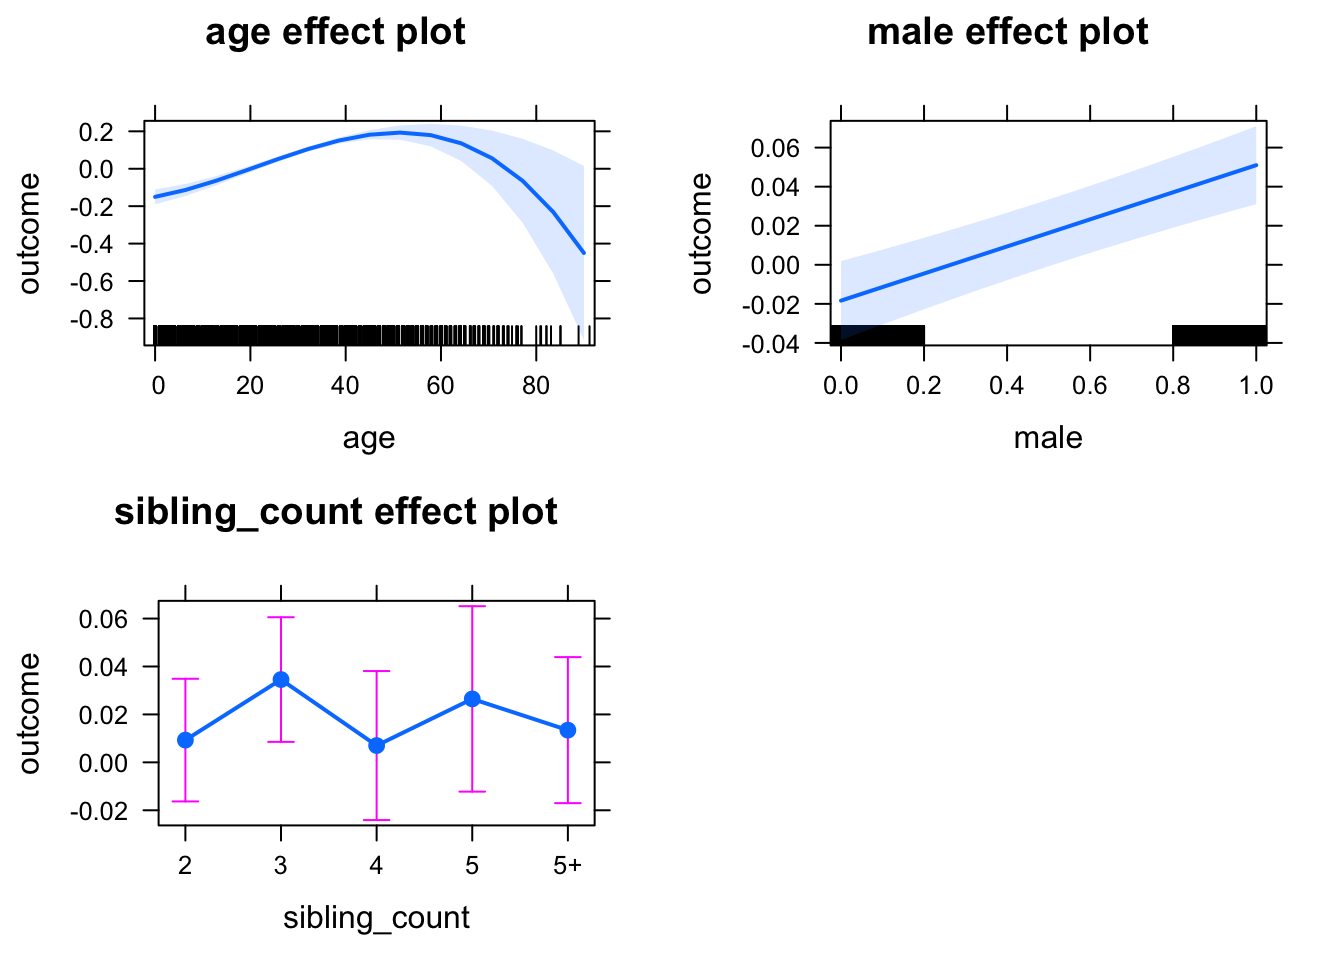 age effect plot
outcome
0.2
0.0
-0.2
-0.4
-0.6
-0.8
0 20 40 60 80
age
male effect plot
outcome
0.06
0.04
0.02
0.00
-0.02
-0.04
0.0 0.2 0.4 0.6 0.8 1.0
male
sibling_count effect plot
outcome
0.06
0.04
0.02
0.00
-0.02
2 3 4 5 5+
sibling_count